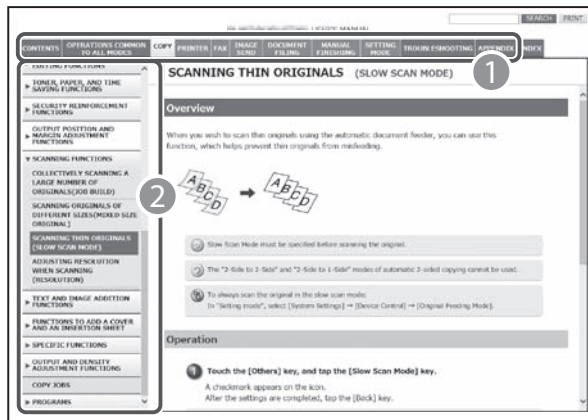 USER'S MANUAL
SEARCH PRINT
CONTENTS
OPERATIONS COMMON
TO ALL MODES
COPY
PRINTER
FAX
IMAGE
SEND
DOCUMENT
FILING
MANUAL
FINISHING
SETTING
MODE
TROUBLESHOOTING
APPENDIX
INDEX
1
EDITING FUNCTIONS
TONER, PAPER, AND TIME
SAVING FUNCTIONS
SECURITY REINFORCEMENT
FUNCTIONS
OUTPUT POSITION AND
MARGIN ADJUSTMENT
FUNCTIONS
SCANNING FUNCTIONS
COLLECTIVELY SCANNING A
LARGE NUMBER OF
ORIGINALS(JOB BUILD)
SCANNING ORIGINALS OF
DIFFERENT SIZES(MIXED SIZE
ORIGINAL)
SCANNING THIN ORIGINALS
(SLOW SCAN MODE)
ADJUSTING RESOLUTION
WHEN SCANNING
(RESOLUTION)
TEXT AND IMAGE ADDITION
FUNCTIONS
FUNCTIONS TO ADD A COVER
AND AN INSERTION SHEET
SPECIFIC FUNCTIONS
OUTPUT AND DENSITY
ADJUSTMENT FUNCTIONS
COPY JOBS
PROGRAMS
2
SCANNING THIN ORIGINALS (SLOW SCAN MODE)
Overview
When you wish to scan thin originals using the automatic document feeder, you can use this
function, which helps prevent thin originals from misfeeding.
A B C D
A B C D
Slow Scan Mode must be specified before scanning the original.
The "2-Side to 2-Side" and "2-Side to 1-Side" modes of automatic 2-sided copying cannot be used.
To always scan the original in the slow scan mode:
In "Setting mode", select [System Settings] → [Device Control] → [Original Feeding Mode].
Operation
1 Touch the [Others] key, and tap the [Slow Scan Mode] key.
A checkmark appears on the icon.
After the settings are completed, tap the [Back] key.